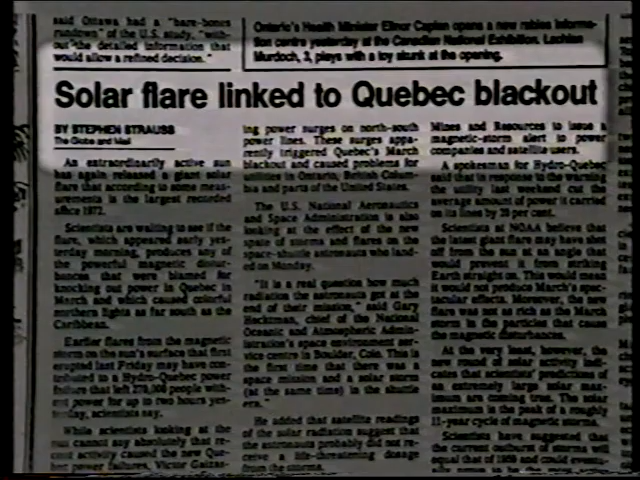 said Ottawa had a "bare-bones
rundown" of the U.S. study, "with-
out the detailed information that
would allow a refined decision."
Ontario's Health Minister Elinor Caplan opens a new rabies informa-
tion centre yesterday at the Canadian National Exhibition. Lachlan
Murdoch, 3, plays with a toy skunk at the opening.
Solar flare linked to Quebec blackout
BY STEPHEN STRAUSS
The Globe and Mail
An extraordinarily active sun
has again released a giant solar
flare that according to some meas-
urements is the largest recorded
since 1972.
Scientists are waiting to see if the
flare, which appeared early yes-
terday morning, produces any of
the powerful magnetic distur-
bances that were blamed for
knocking out power in Quebec in
March and which caused colorful
northern lights as far south as the
Caribbean.
Earlier flares from the magnetic
storm on the sun's surface that first
erupted last Friday may have con-
tributed to a Hydro-Quebec power
failure that left people with-
out power for up to two hours yes-
terday, scientists say.
While scientists looking at the
sun cannot say absolutely that re-
cent activity caused the new Que-
bec power failures, Victor
ing power surges on north-south
power lines. These surges appa-
rently triggered Quebec's March
blackout and caused problems for
utilities in Ontario, British Colum-
bia and parts of the United States.
The U.S. National Aeronautics
and Space Administration is also
looking at the effect of the new
spate of storms and flares on the
space-shuttle astronauts who land-
ed on Monday.
"It is a real question how much
radiation the astronauts got at the
end of their mission," said Gary
Heckman, chief of the National
Oceanic and Atmospheric Admin-
istration's space environment ser-
vice centre in Boulder, Colo. This is
the first time that there was a
space mission and a solar storm
(at the same time) in the shuttle
era."
He added that satellite readings
of the solar radiation suggest that
the astronauts probably did not re-
ceive a life-threatening dosage
from the storms.
Mines and Resources to issue a
magnetic-storm alert to power
companies and satellite users.
A spokesman for Hydro-Quebec
said that in response to the warning
the utility last weekend cut the
average amount of power it carried
on its lines by 20 per cent.
Scientists at NOAA believe that
the latest giant flare may have shot
off from the sun at an angle that
would prevent it from striking
Earth straight on. This would mean
it would not produce March's spec-
tacular effects. Moreover, the new
flare was not as rich as the March
storm in the particles that cause
the magnetic disturbances.
At the very least, however, the
new round of solar activity indi-
cates that scientists' predictions of
an extremely large solar max-
imum are coming true. The solar
maximum is the peak of a roughly
11-year cycle of magnetic storms.
Scientists have suggested that
the current outburst of storms will
equal that of 1959 and could eventu-